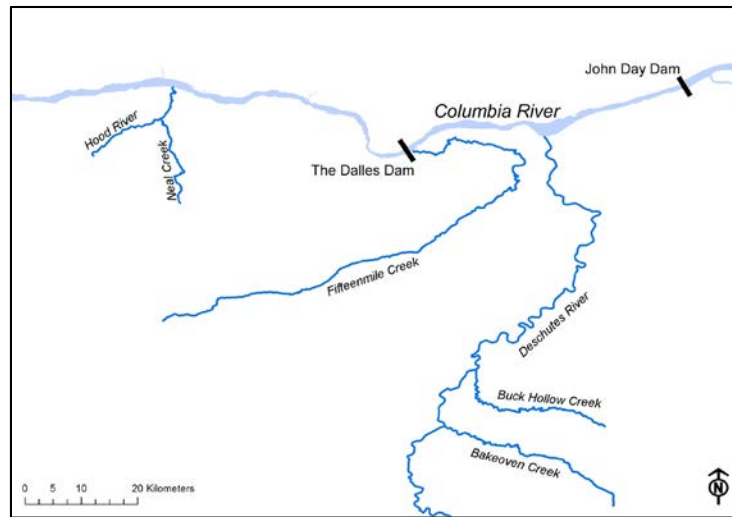 John Day Dam
Columbia River
Hood River
Neal Creek
The Dalles Dam
Fifteenmile Creek
Deschutes River
Buck Hollow Creek
Bakeoven Creek
0 5 10 20 Kilometers
N